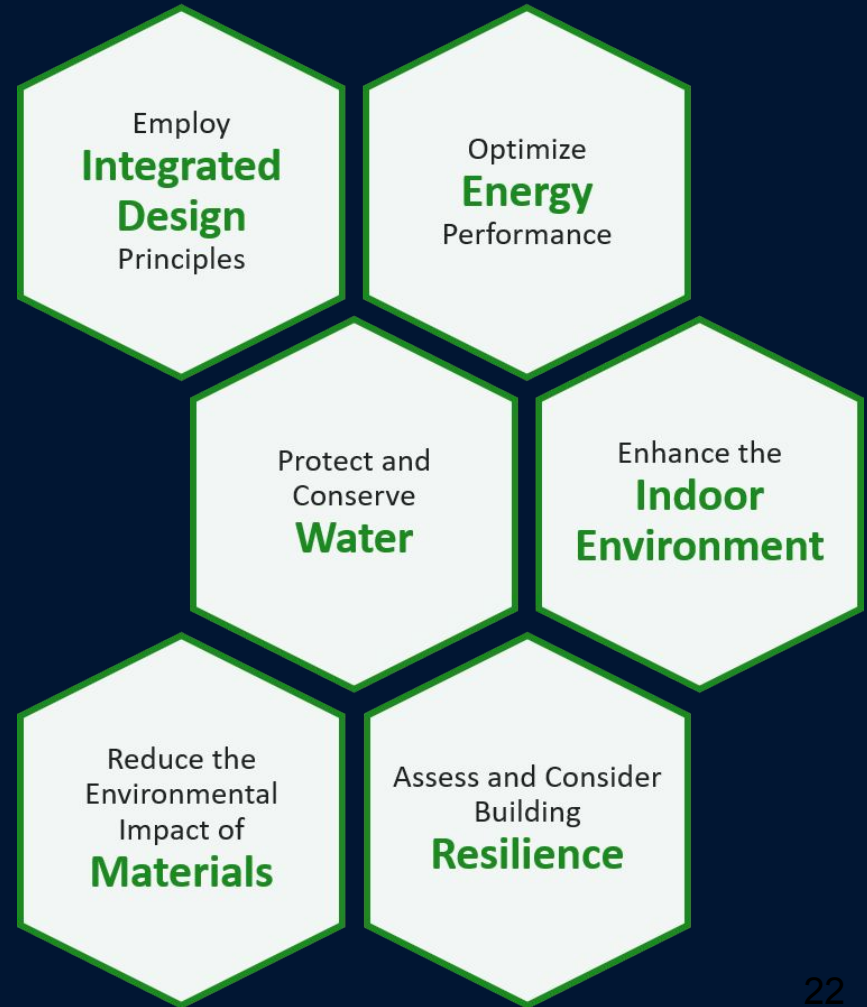 Employ
Integrated
Design
Principles
Optimize
Energy
Performance
Protect and
Conserve
Water
Enhance the
Indoor
Environment
Reduce the
Environmental
Impact of
Materials
Assess and Consider
Building
Resilience
22